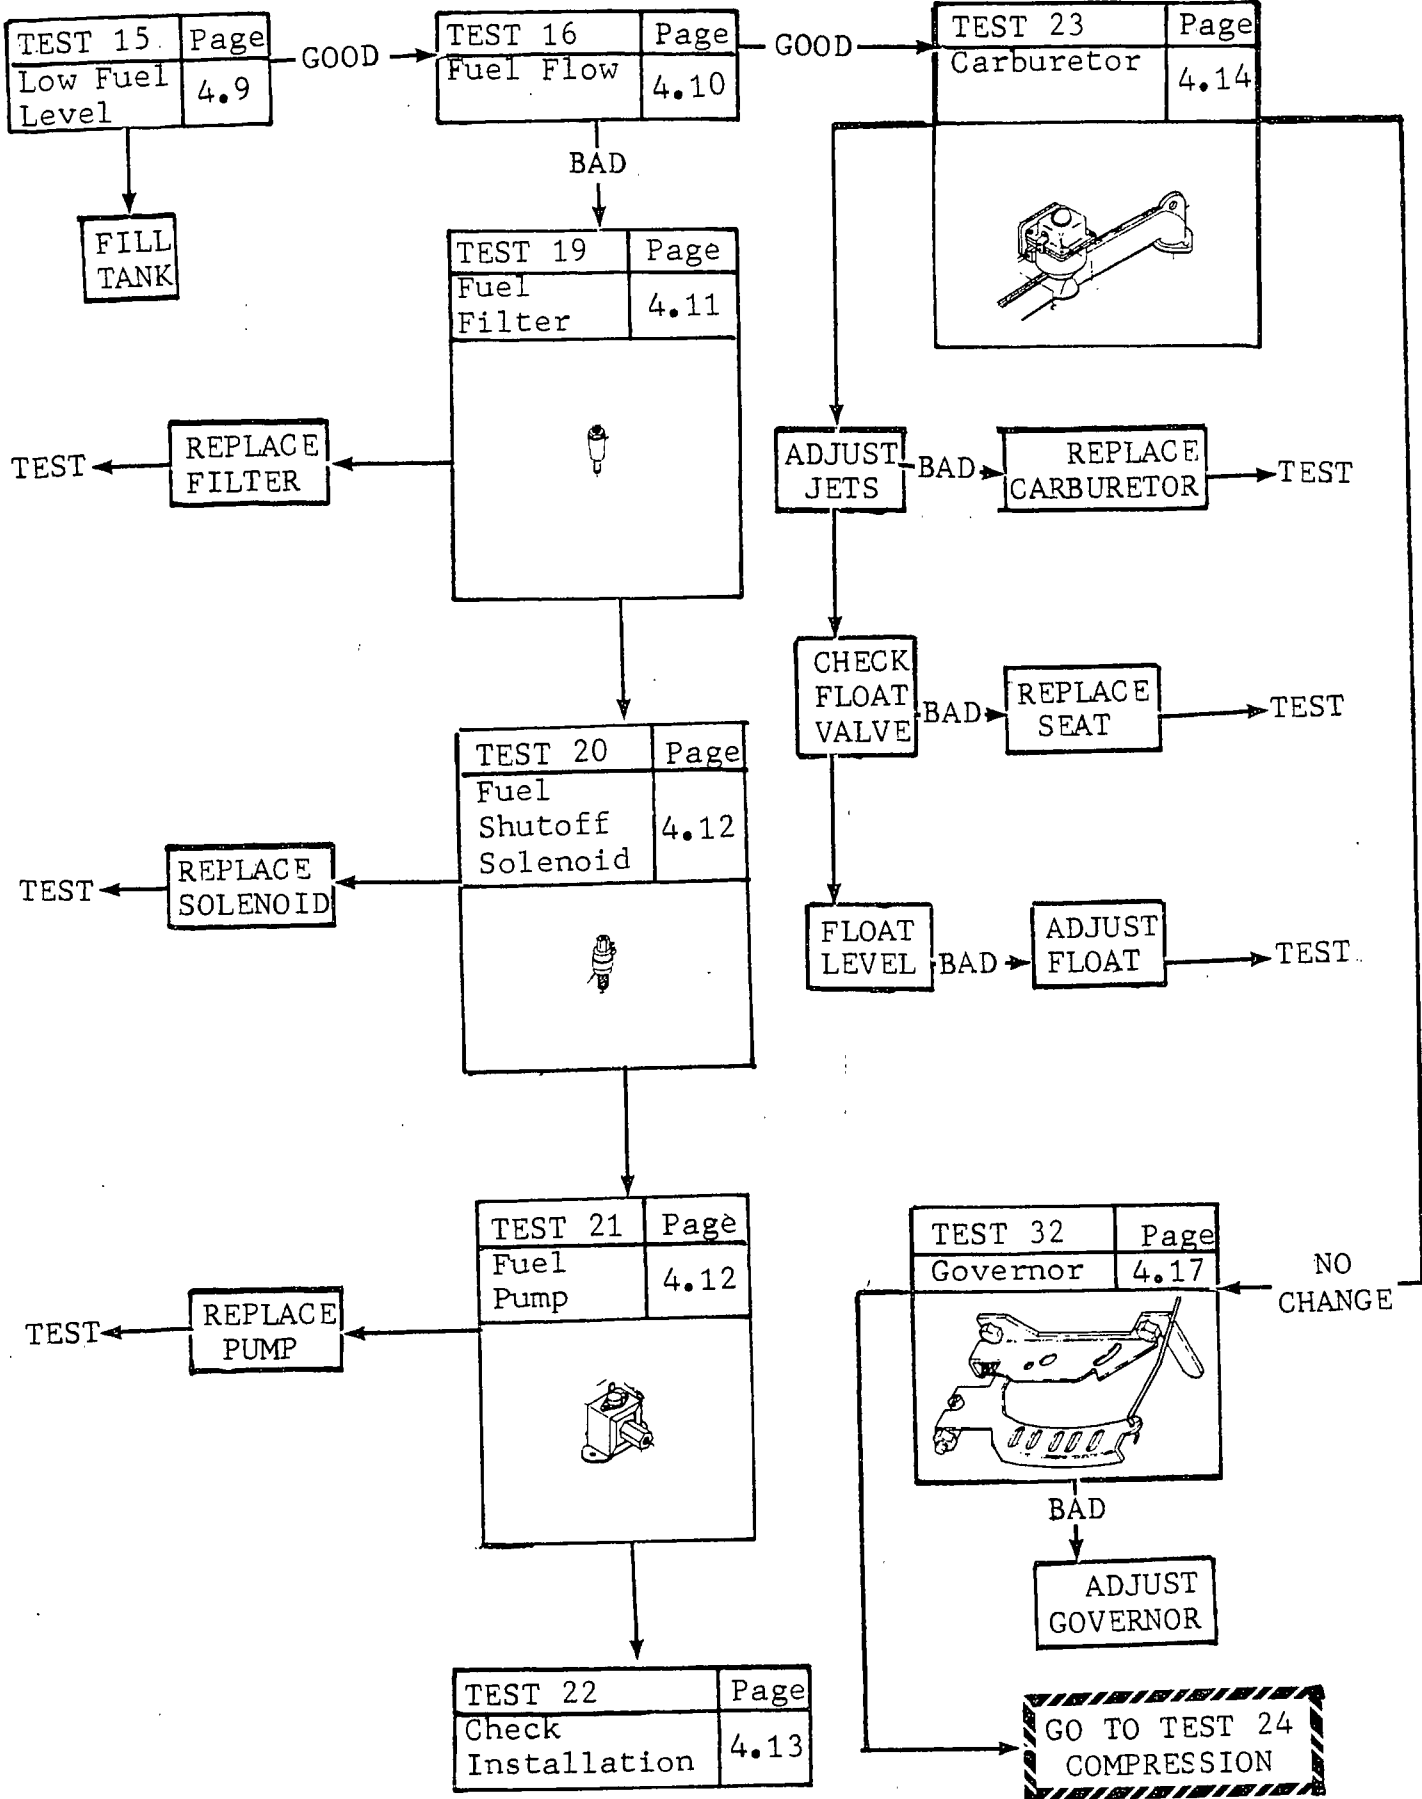 TEST 15. Page
Low Fuel
Level
4.9
GOOD
TEST 16 Page
Fuel Flow
4.10
GOOD
TEST 23 Page
Carburetor
4.14
FILL
TANK
BAD
TEST 19 Page
Fuel
Filter
4.11
REPLACE
FILTER
TEST
ADJUST
JETS
BAD
REPLACE
CARBURETOR
TEST
CHECK
FLOAT
VALVE
BAD
REPLACE
SEAT
TEST
TEST 20 Page
Fuel
Shutoff
Solenoid
4.12
REPLACE
SOLENOID
TEST
FLOAT
LEVEL
BAD
ADJUST
FLOAT
TEST
TEST 21 Page
Fuel
Pump
4.12
REPLACE
PUMP
TEST
TEST 32 Page
Governor 4.17
NO
CHANGE
BAD
ADJUST
GOVERNOR
TEST 22 Page
Check
Installation
4.13
GO TO TEST 24
COMPRESSION